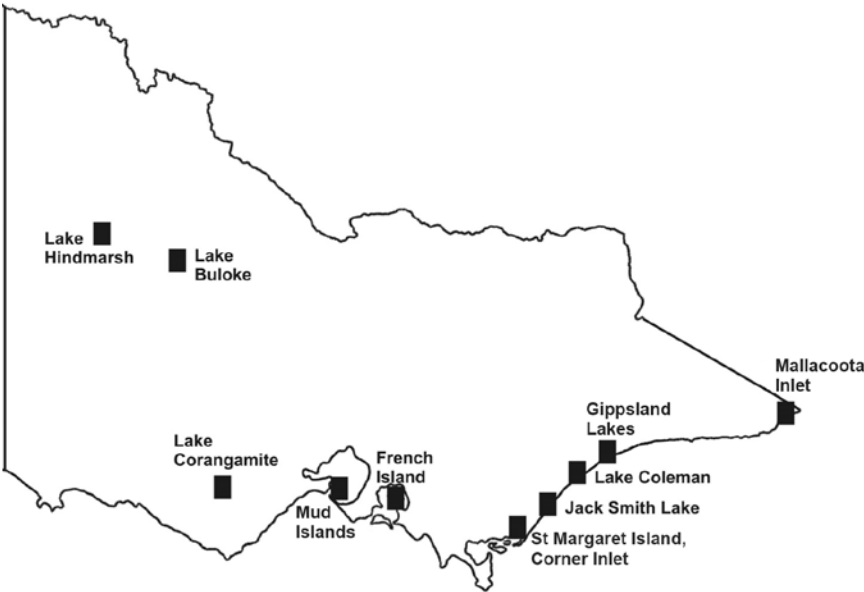 Lake
Hindmarsh
Lake
Buloke
Mallacoota
Inlet
Gippsland
Lakes
Lake
Corangamite
French
Island
Lake Coleman
Mud
Islands
Jack Smith Lake
St Margaret Island,
Corner Inlet